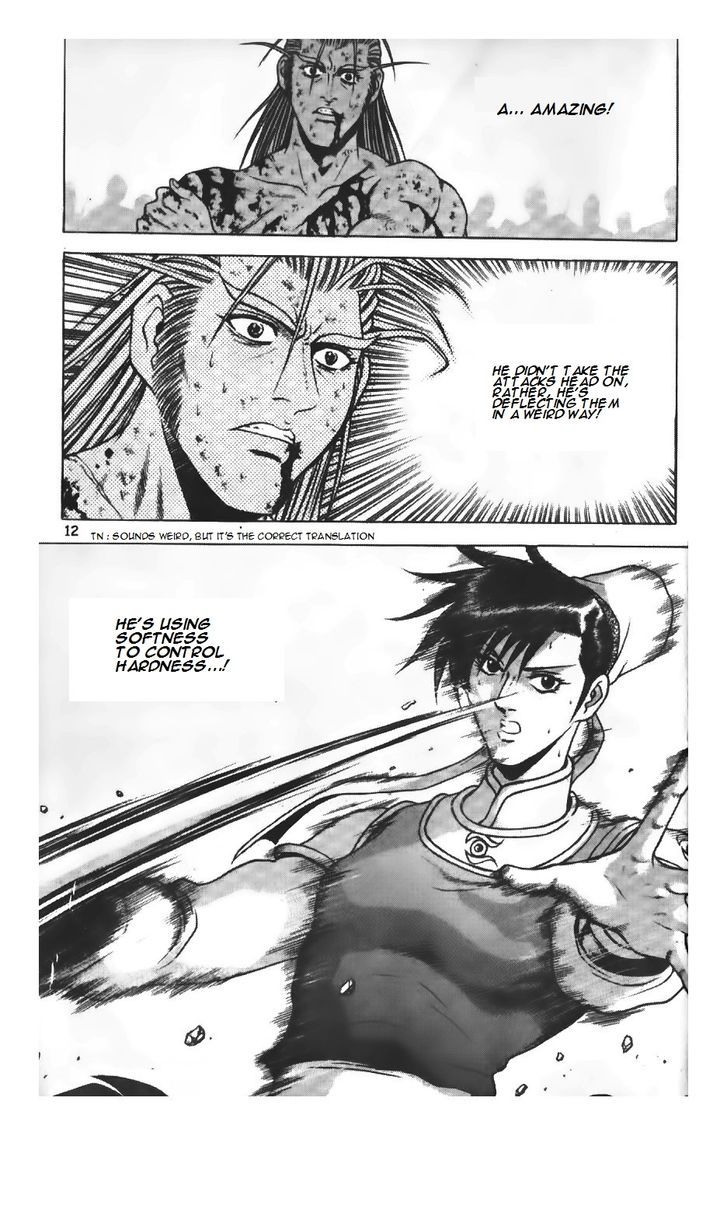 A... AMAZING!
HE DIDN'T TAKE THE
ATTACKS HEAD ON,
RATHER, HE'S
DEFLECTING THEM
IN A WEIRD WAY!
12 TN : SOUNDS WEIRD, BUT IT'S THE CORRECT TRANSLATION
HE'S USING
SOFTNESS
TO CONTROL
HARDNESS...!